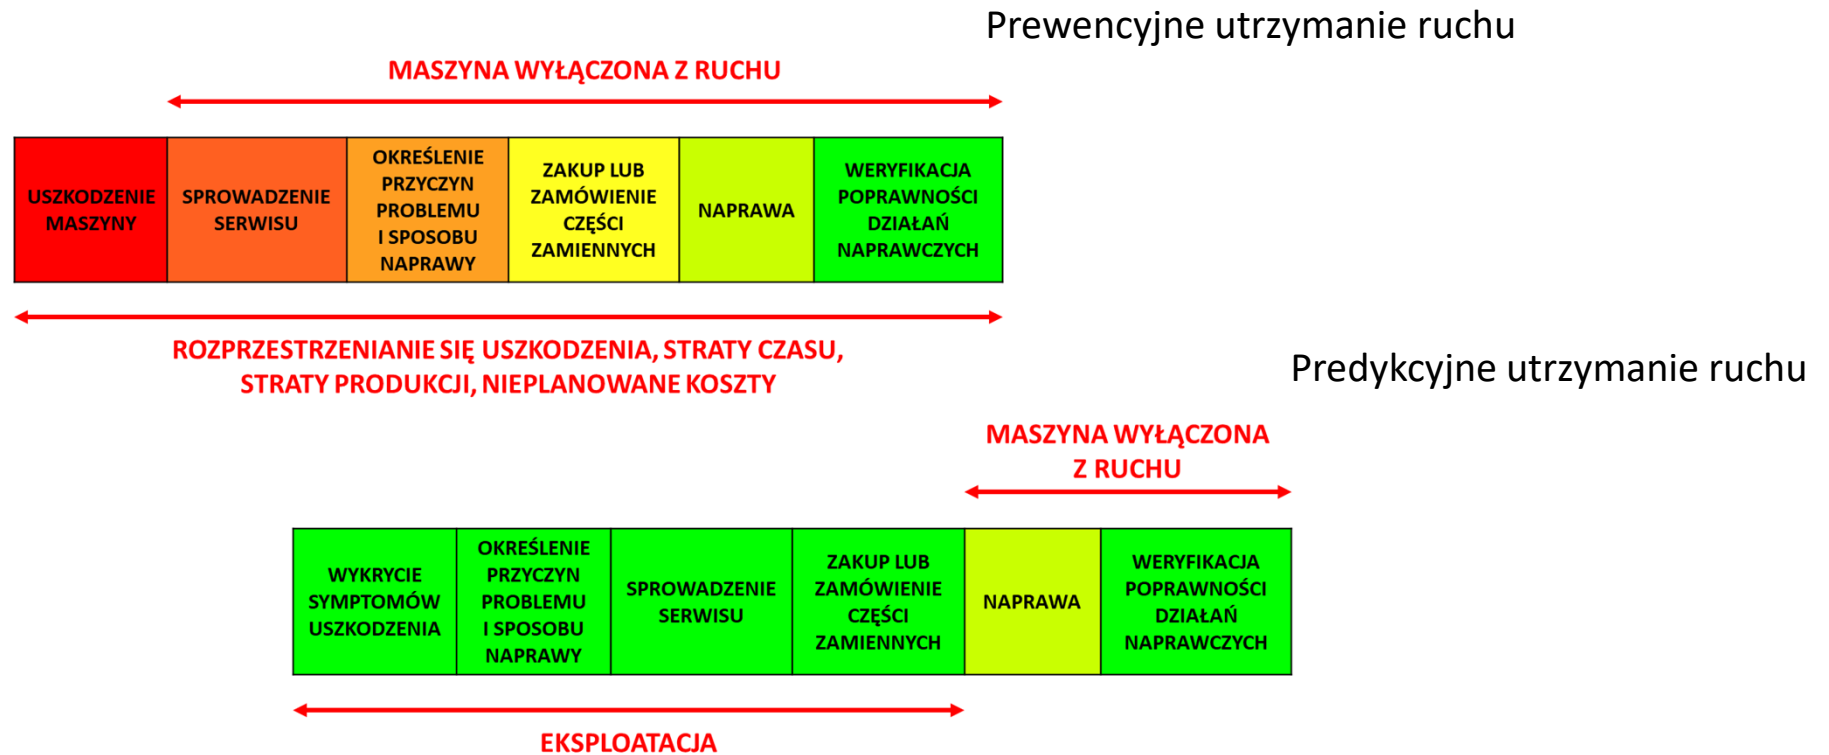 Prewencyjne utrzymanie ruchu
MASZYNA WYŁĄCZONA Z RUCHU
USZKODZENIE
MASZYNY
SPROWADZENIE
SERWISU
OKREŚLENIE
PRZYCZYN
PROBLEMU
I SPOSOBU
NAPRAWY
ZAKUP LUB
ZAMÓWIENIE
CZĘŚCI
ZAMIENNYCH
NAPRAWA
WERYFIKACJA
POPRAWNOŚCI
DZIAŁAŃ
NAPRAWCZYCH
ROZPRZESTRZENIANIE SIĘ USZKODZENIA, STRATY CZASU,
STRATY PRODUKCJI, NIEPLANOWANE KOSZTY
Predykcyjne utrzymanie ruchu
MASZYNA WYŁĄCZONA
Z RUCHU
WYKRYCIE
SYMPTOMÓW
USZKODZENIA
OKREŚLENIE
PRZYCZYN
PROBLEMU
I SPOSOBU
NAPRAWY
SPROWADZENIE
SERWISU
ZAKUP LUB
ZAMÓWIENIE
CZĘŚCI
ZAMIENNYCH
NAPRAWA
WERYFIKACJA
POPRAWNOŚCI
DZIAŁAŃ
NAPRAWCZYCH
EKSPLOATACJA